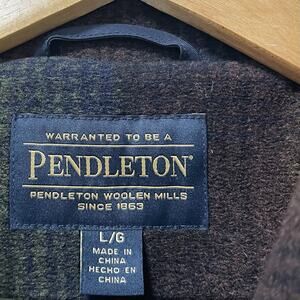 WARRANTED TO BE A
PENDLETON®
PENDLETON WOOLEN MILLS
SINCE 1863
L/G
MADE IN
CHINA
HECHO EN
CHINA